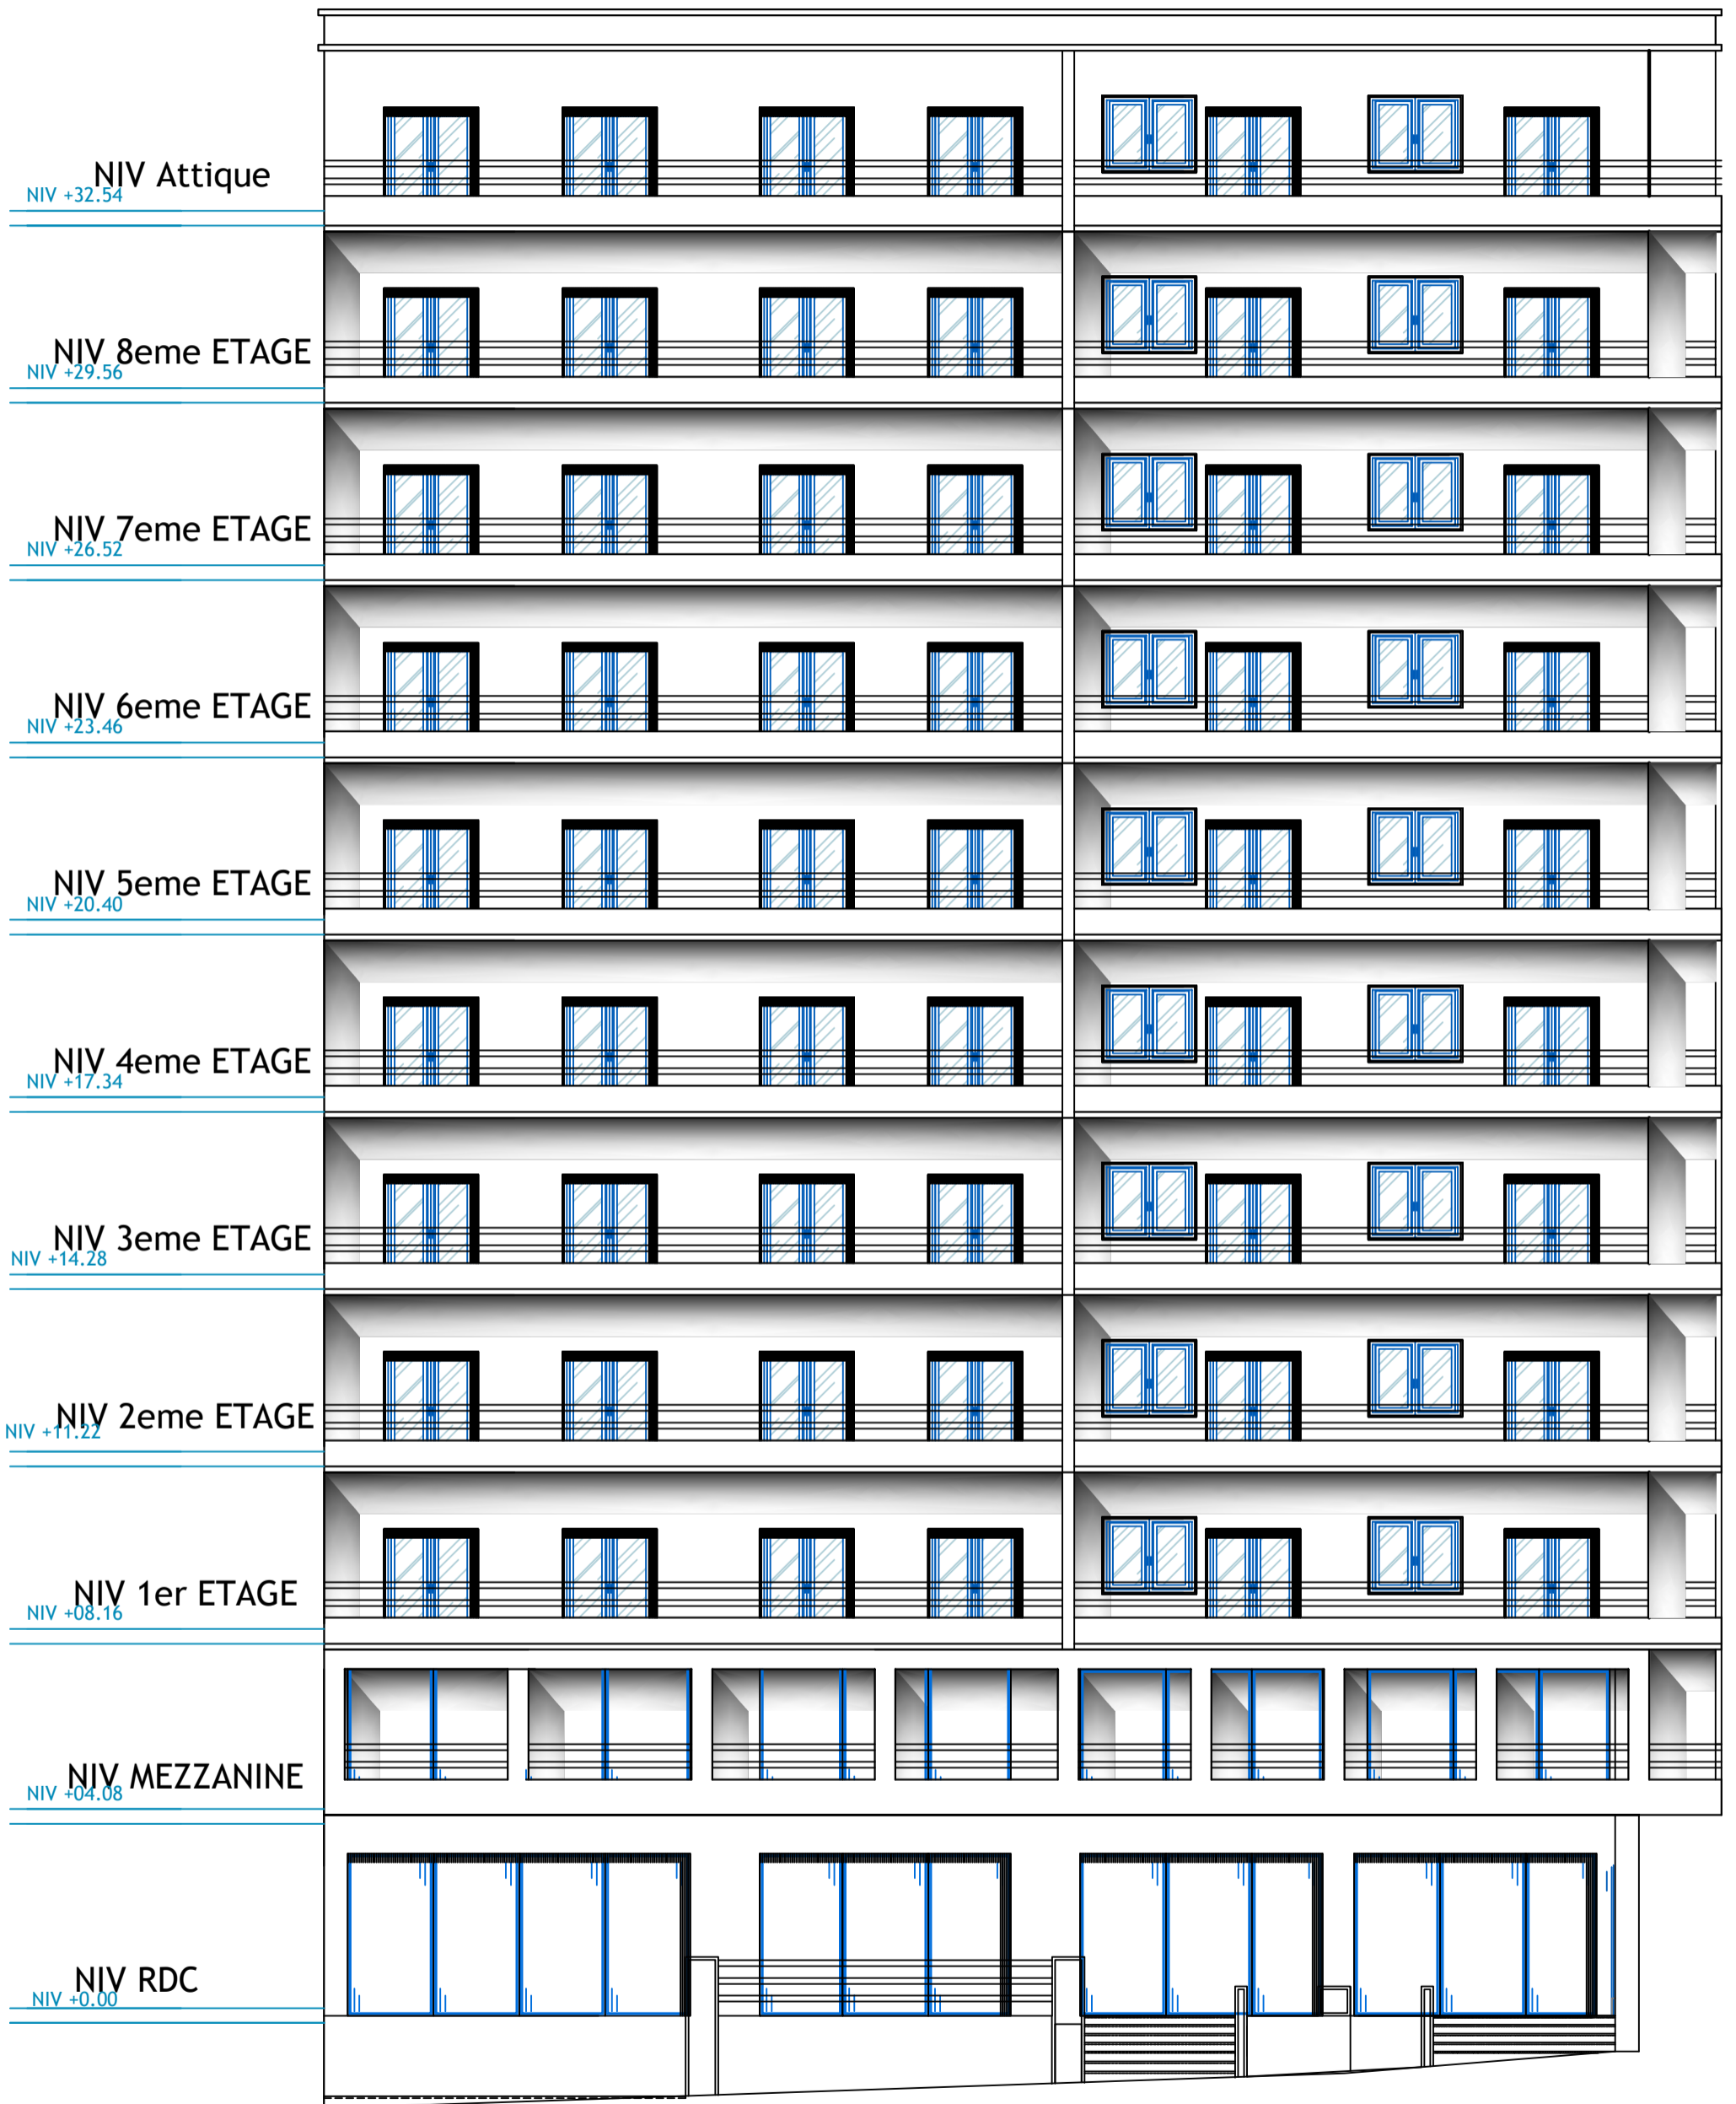 NIV Attique
NIV +32.54
NIV 8eme ETAGE
NIV +29.56
NIV 7eme ETAGE
NIV +26.52
NIV 6eme ETAGE
NIV +23.46
NIV 5eme ETAGE
NIV +20.40
NIV 4eme ETAGE
NIV +17.34
NIV 3eme ETAGE
NIV +14.28
NIV 2eme ETAGE
NIV +11.22
NIV 1er ETAGE
NIV +08.16
NIV MEZZANINE
NIV +04.08
NIV RDC
NIV +0.00